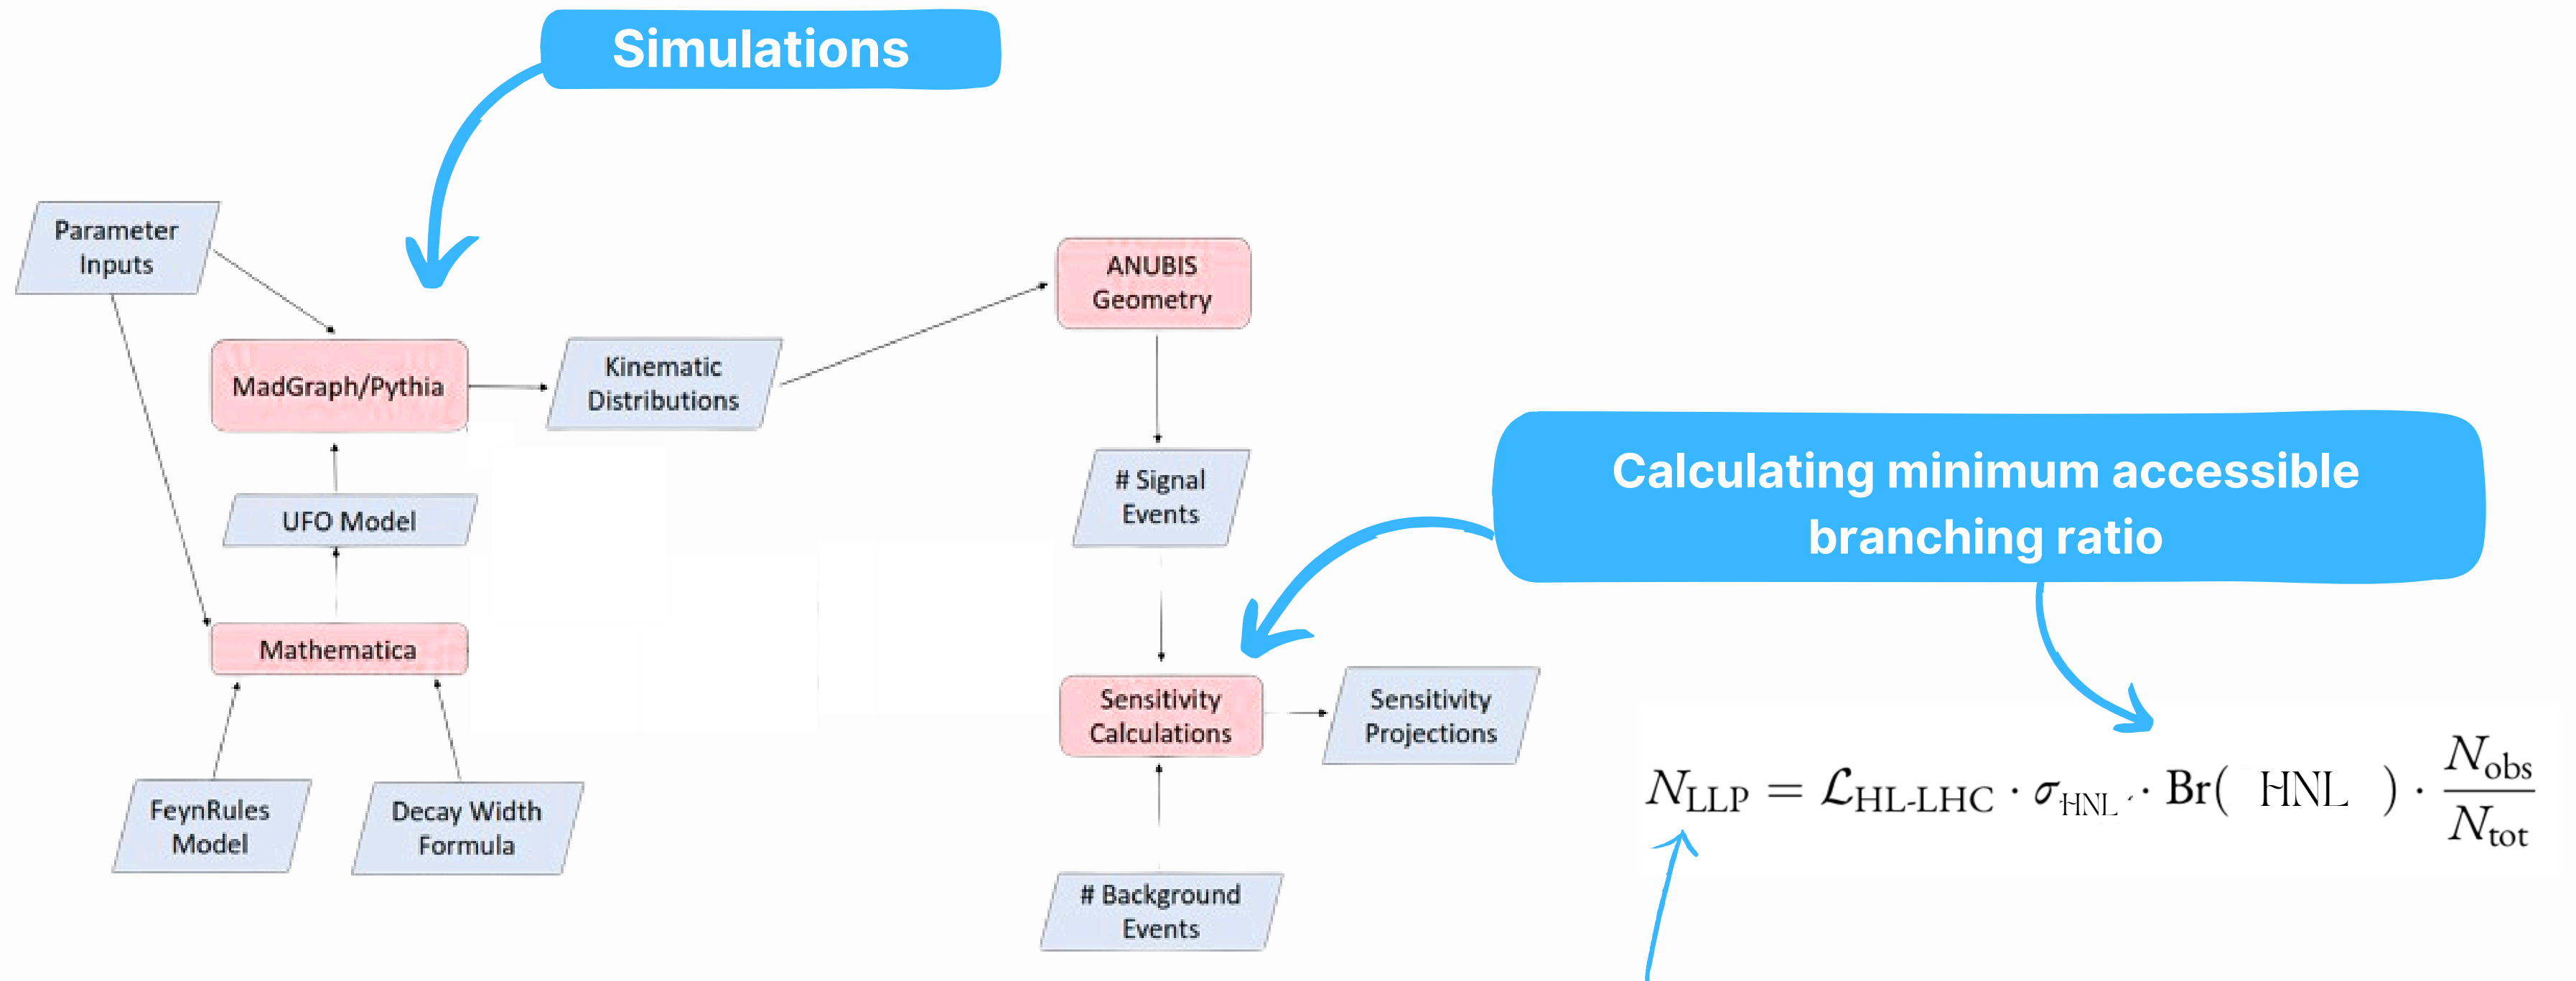 Simulations
Parameter
Inputs
ANUBIS
Geometry
MadGraph/Pythia
Kinematic
Distributions
Calculating minimum accessible
branching ratio
# Signal
Events
UFO Model
Mathematica
Sensitivity
Calculations
Sensitivity
Projections
N_LLP = ℒ_HL-LHC · σ_HNL · Br( HNL ) · N_obs / N_tot
FeynRules
Model
Decay Width
Formula
# Background
Events